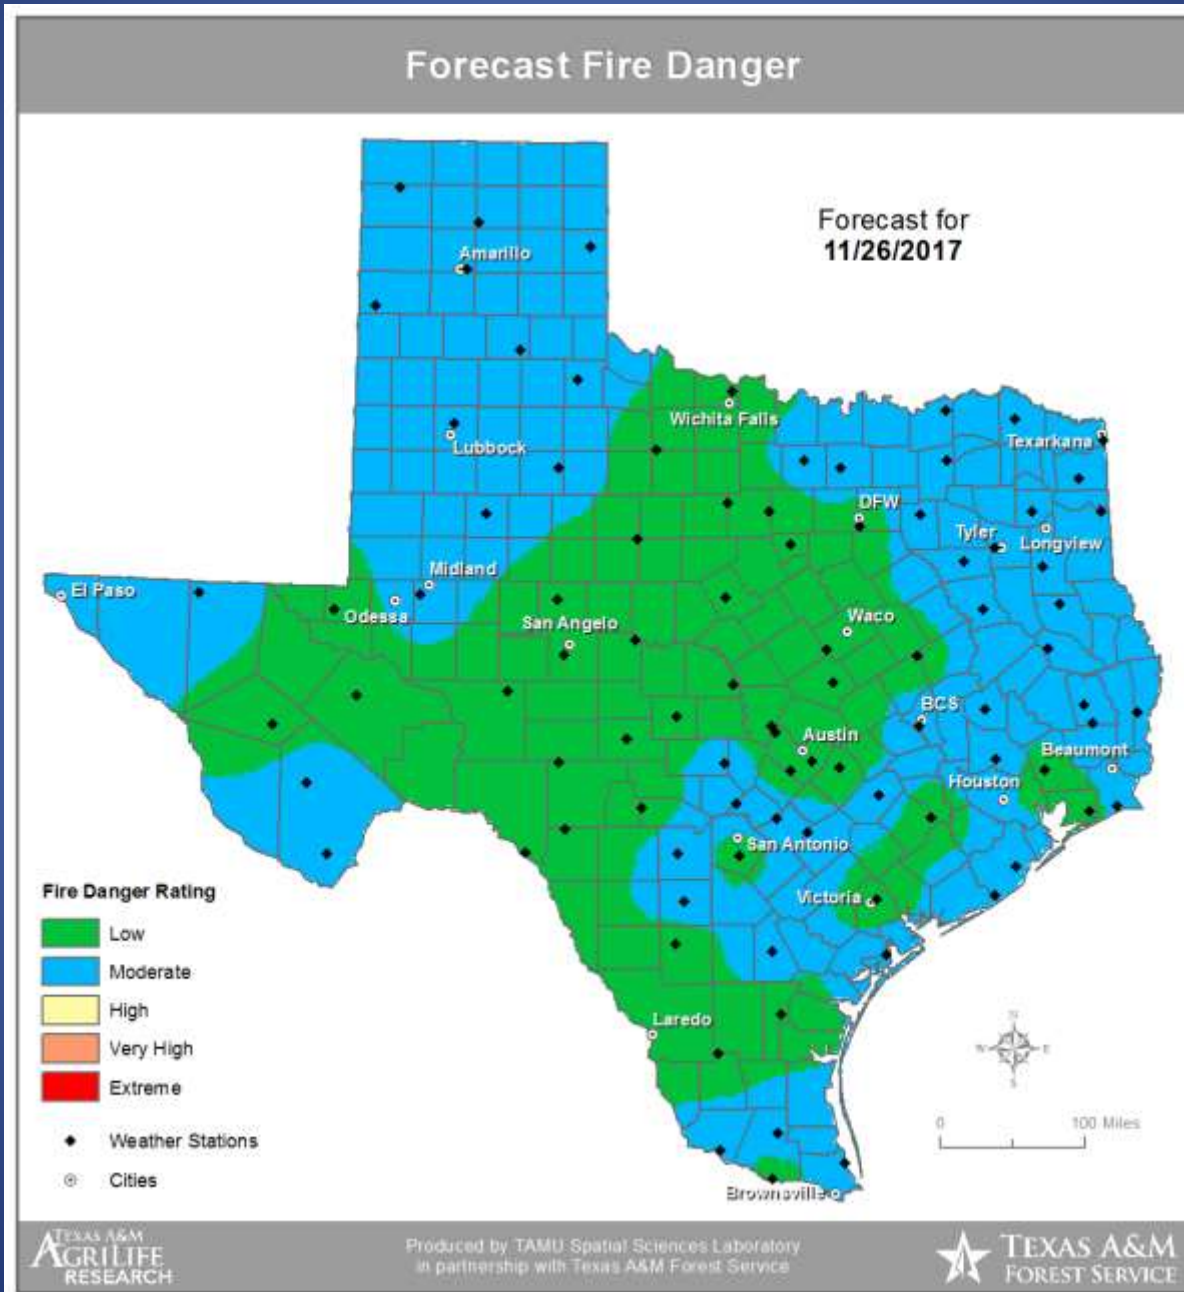 Forecast Fire Danger
Forecast for
11/26/2017
Amarillo
Wichita Falls
Lubbock
Texarkana
DFW
Tyler
Longview
Midland
El Paso
Odessa
San Angelo
Waco
BCS
Austin
Beaumont
Houston
San Antonio
Victoria
Laredo
Brownsville
Fire Danger Rating
Low
Moderate
High
Very High
Extreme
Weather Stations
Cities
N
W E
S
0 100 Miles
TEXAS A&M
AGRILIFE
RESEARCH
Produced by TAMU Spatial Sciences Laboratory
in partnership with Texas A&M Forest Service
TEXAS A&M
FOREST SERVICE